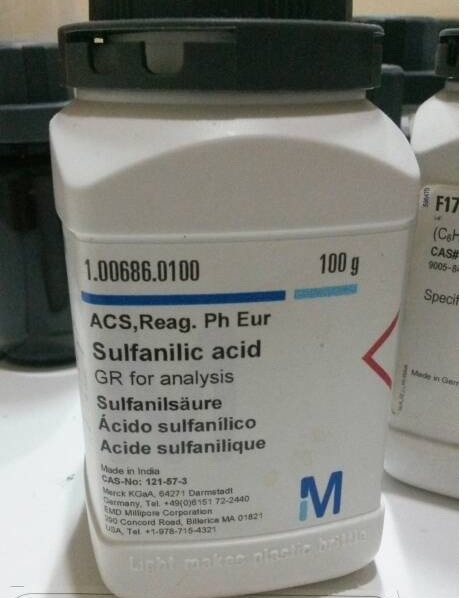 1.00686.0100 100 g
ACS,Reag. Ph Eur
Sulfanilic acid
GR for analysis
Sulfanilsäure
Ácido sulfanílico
Acide sulfanilique
Made in India
CAS-No: 121-57-3
Merck KGaA, 64271 Darmstadt
Germany, Tel. +49(0)6151 72-2440
EMD Millipore Corporation
290 Concord Road, Billerica MA 01821
USA, Tel. +1-978-715-4321
M
Light makes plastic brittle
F17
(C₆H
CAS#
9005-8
Specif
Made in Germ